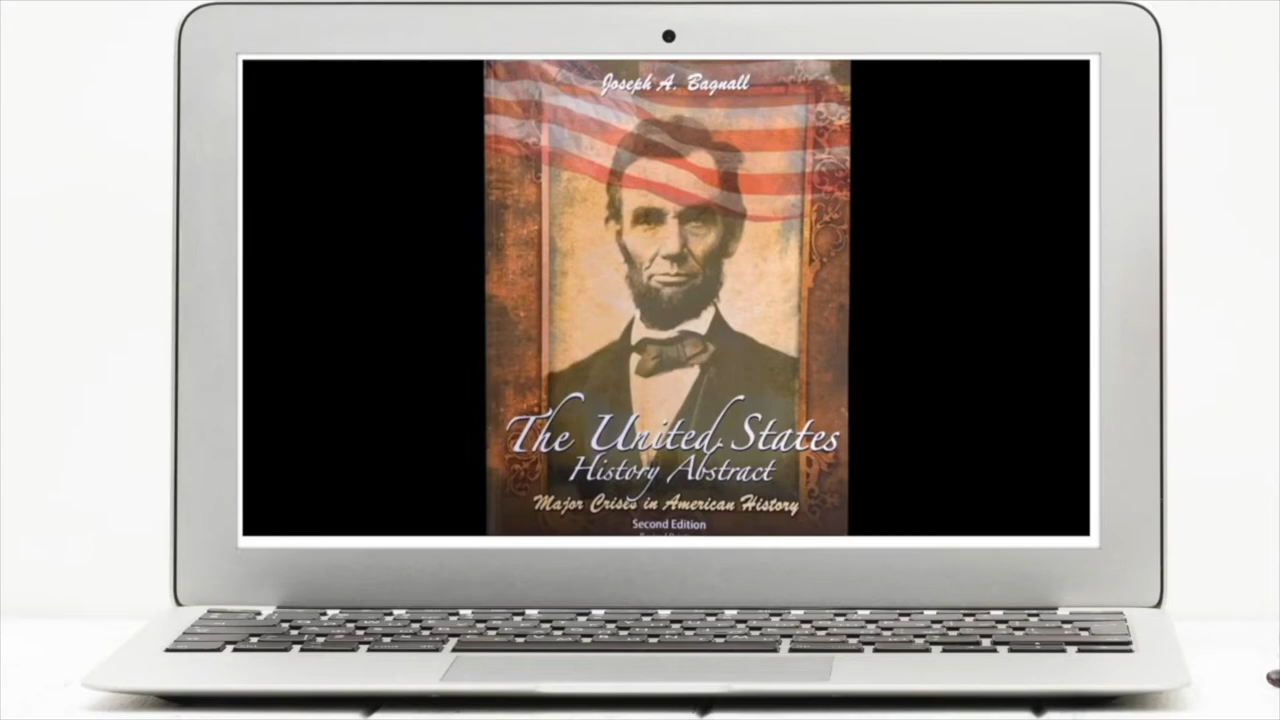 Joseph A. Bagnall
The United States
History Abstract
Major Crises in American History
Second Edition